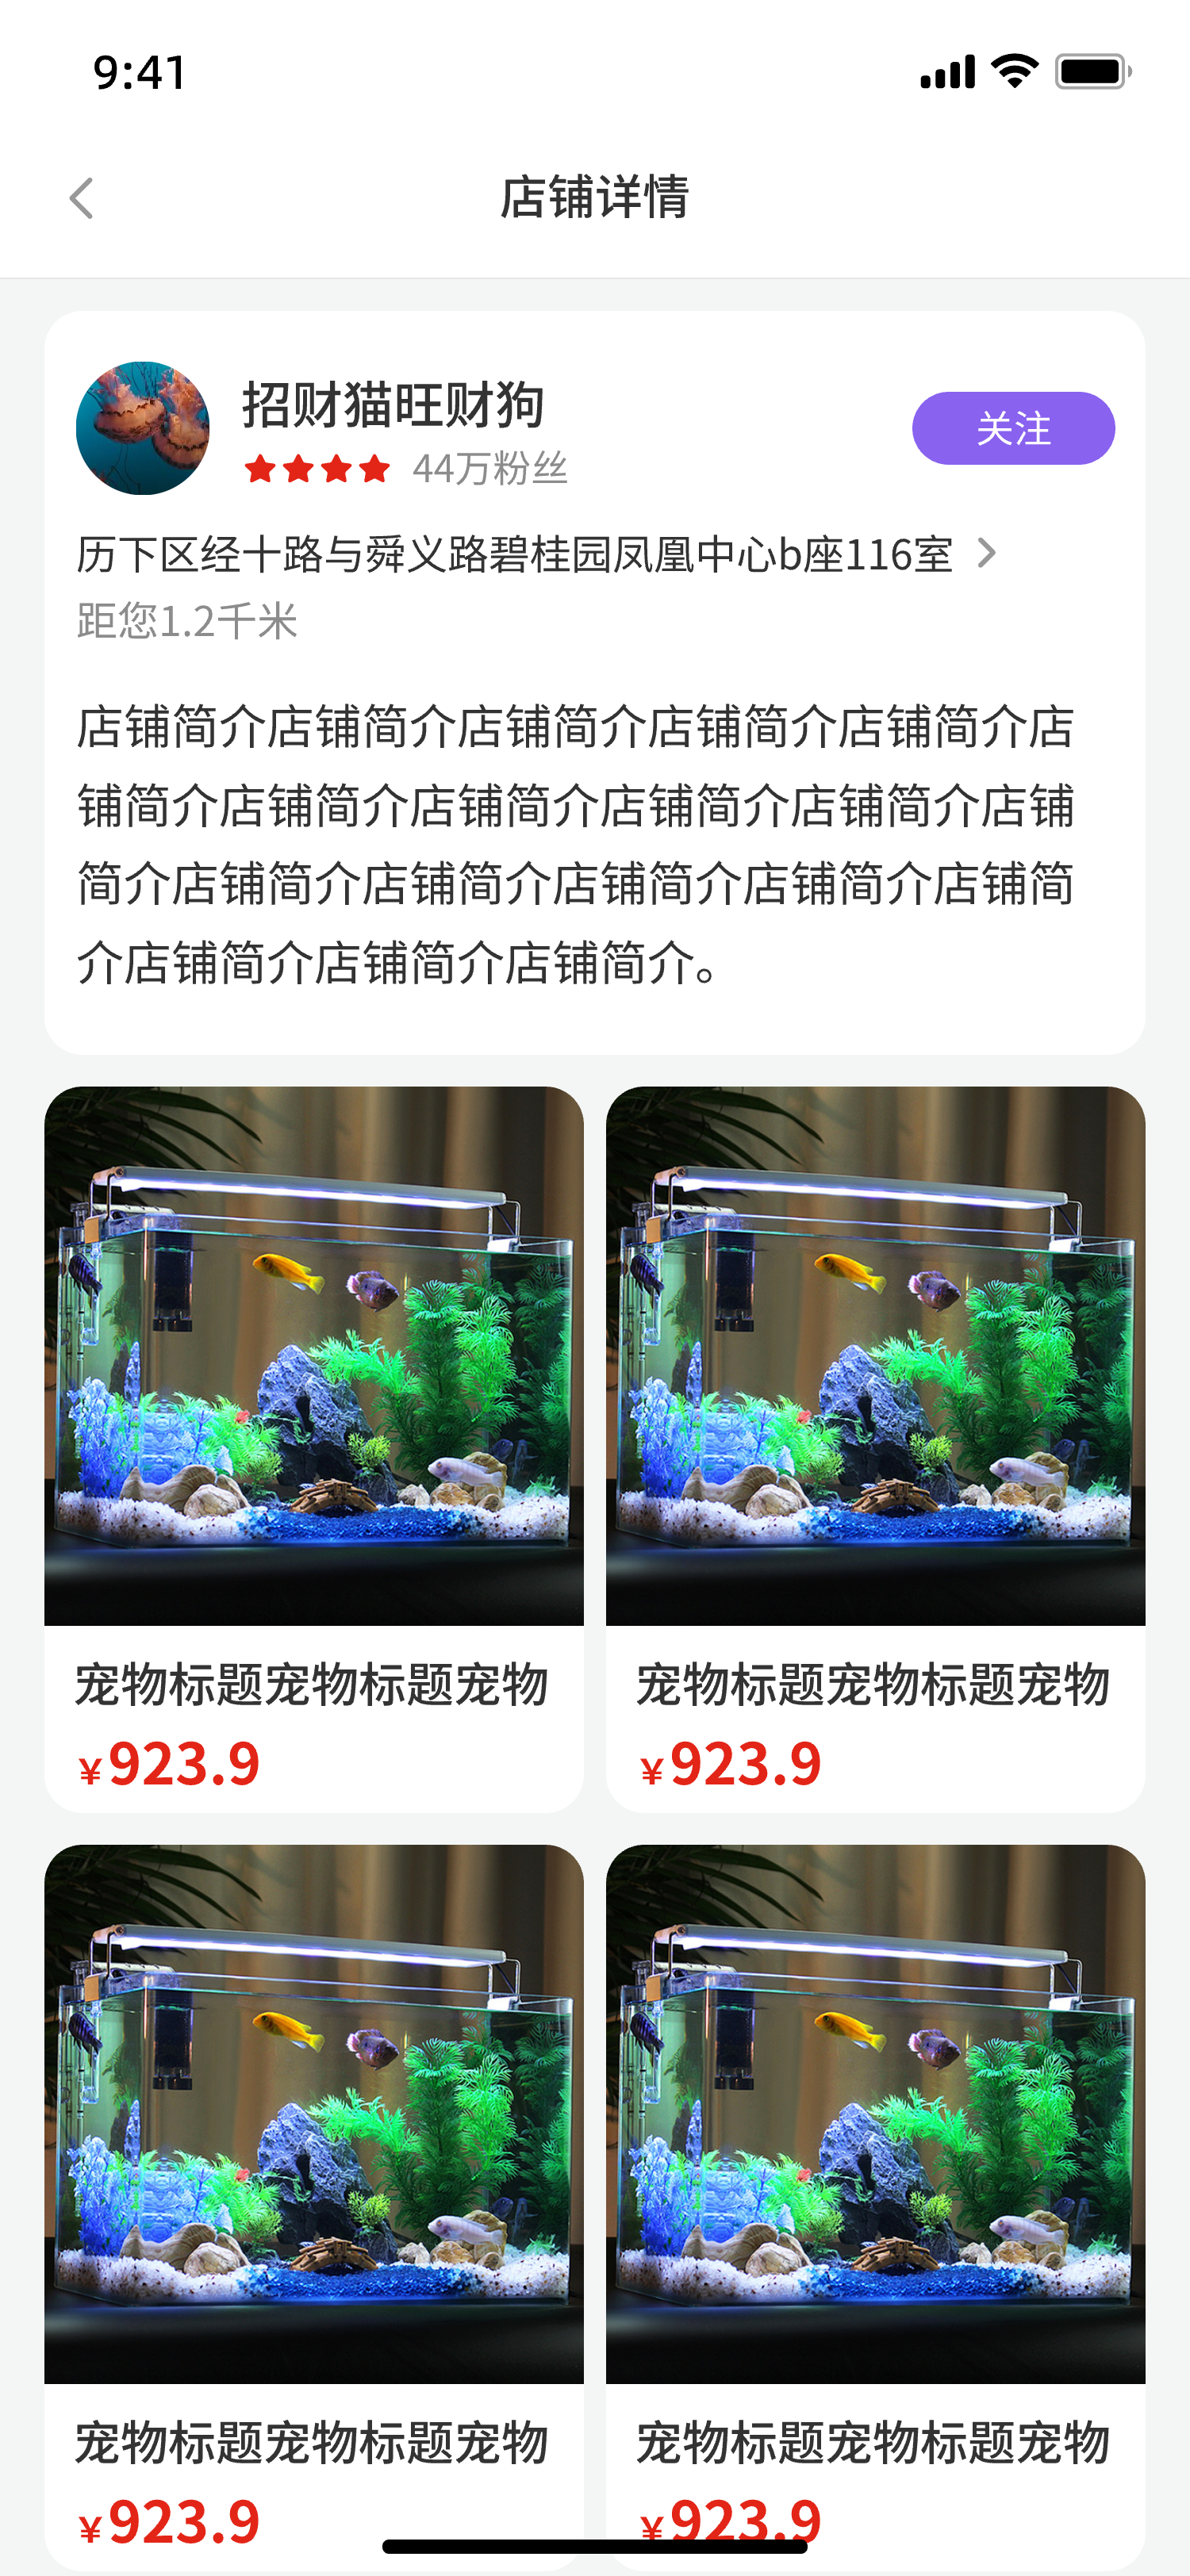 9:41
店铺详情
招财猫旺财狗
44万粉丝
关注
历下区经十路与舜义路碧桂园凤凰中心b座116室
距您1.2千米
店铺简介店铺简介店铺简介店铺简介店铺简介店
铺简介店铺简介店铺简介店铺简介店铺简介店铺
简介店铺简介店铺简介店铺简介店铺简介店铺简
介店铺简介店铺简介店铺简介。
宠物标题宠物标题宠物
¥923.9
宠物标题宠物标题宠物
¥923.9
宠物标题宠物标题宠物
¥923.9
宠物标题宠物标题宠物
¥923.9